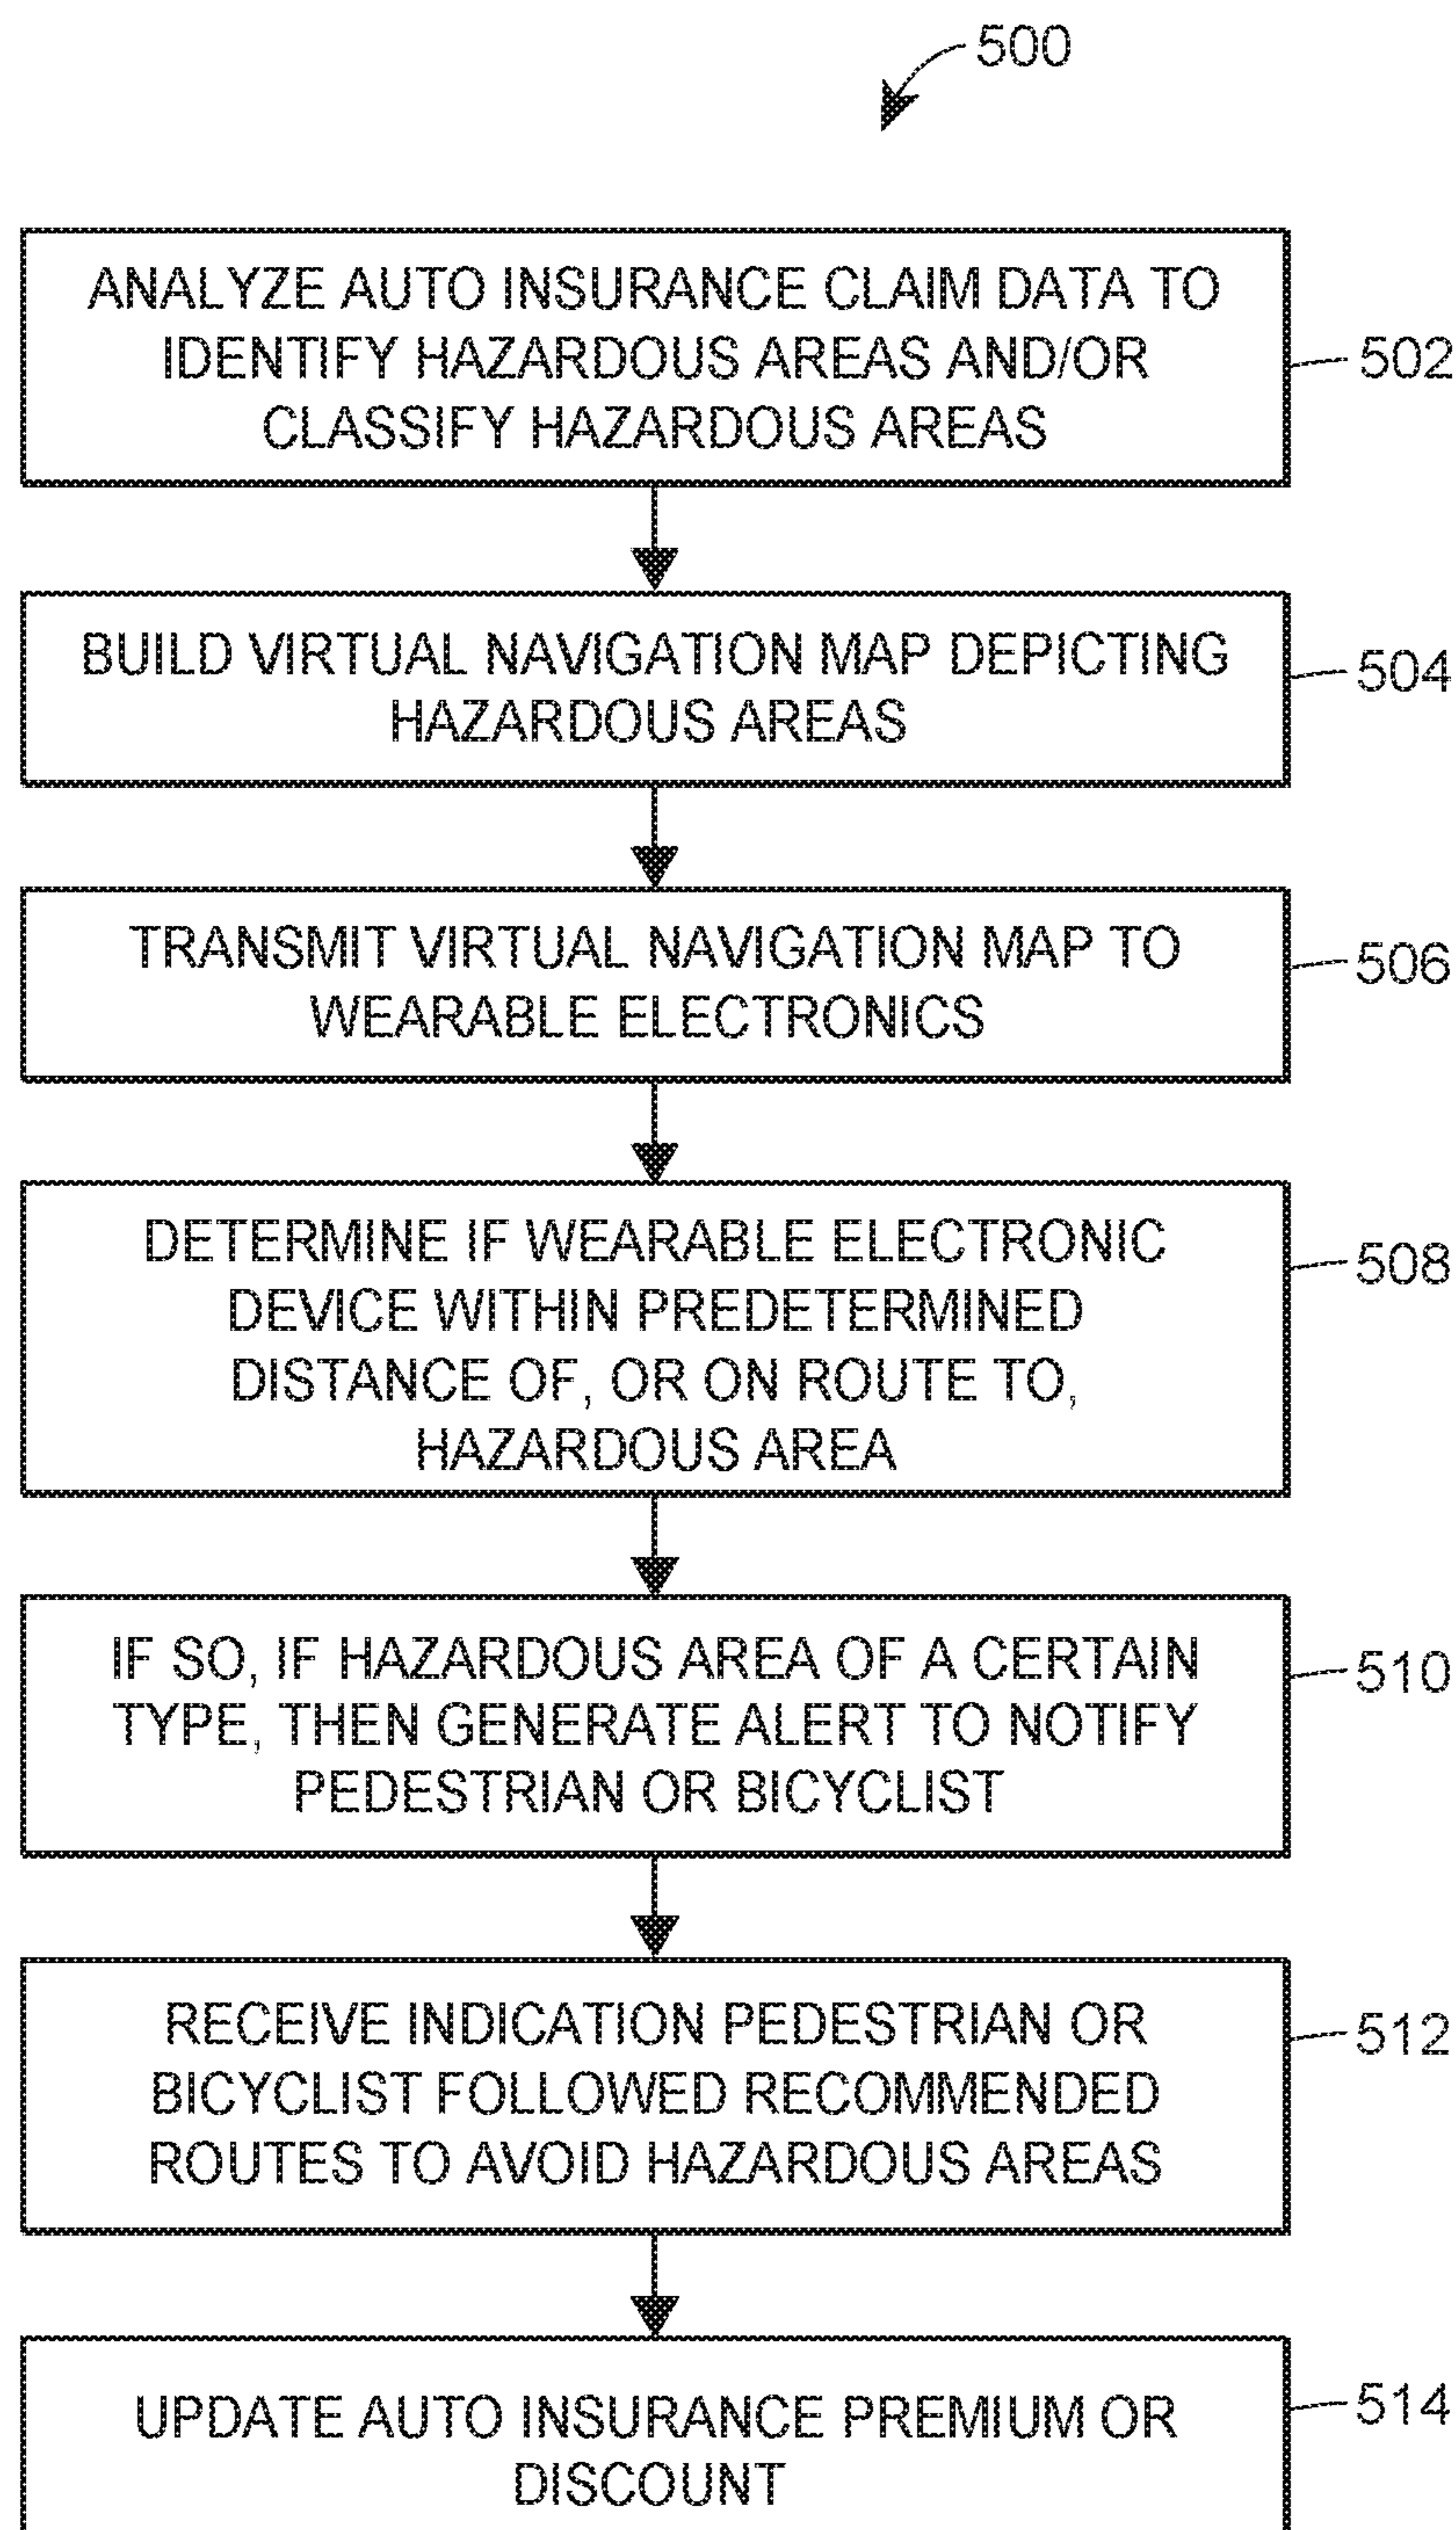 500
ANALYZE AUTO INSURANCE CLAIM DATA TO
IDENTIFY HAZARDOUS AREAS AND/OR
CLASSIFY HAZARDOUS AREAS
502
BUILD VIRTUAL NAVIGATION MAP DEPICTING
HAZARDOUS AREAS
504
TRANSMIT VIRTUAL NAVIGATION MAP TO
WEARABLE ELECTRONICS
506
DETERMINE IF WEARABLE ELECTRONIC
DEVICE WITHIN PREDETERMINED
DISTANCE OF, OR ON ROUTE TO,
HAZARDOUS AREA
508
IF SO, IF HAZARDOUS AREA OF A CERTAIN
TYPE, THEN GENERATE ALERT TO NOTIFY
PEDESTRIAN OR BICYCLIST
510
RECEIVE INDICATION PEDESTRIAN OR
BICYCLIST FOLLOWED RECOMMENDED
ROUTES TO AVOID HAZARDOUS AREAS
512
UPDATE AUTO INSURANCE PREMIUM OR
DISCOUNT
514